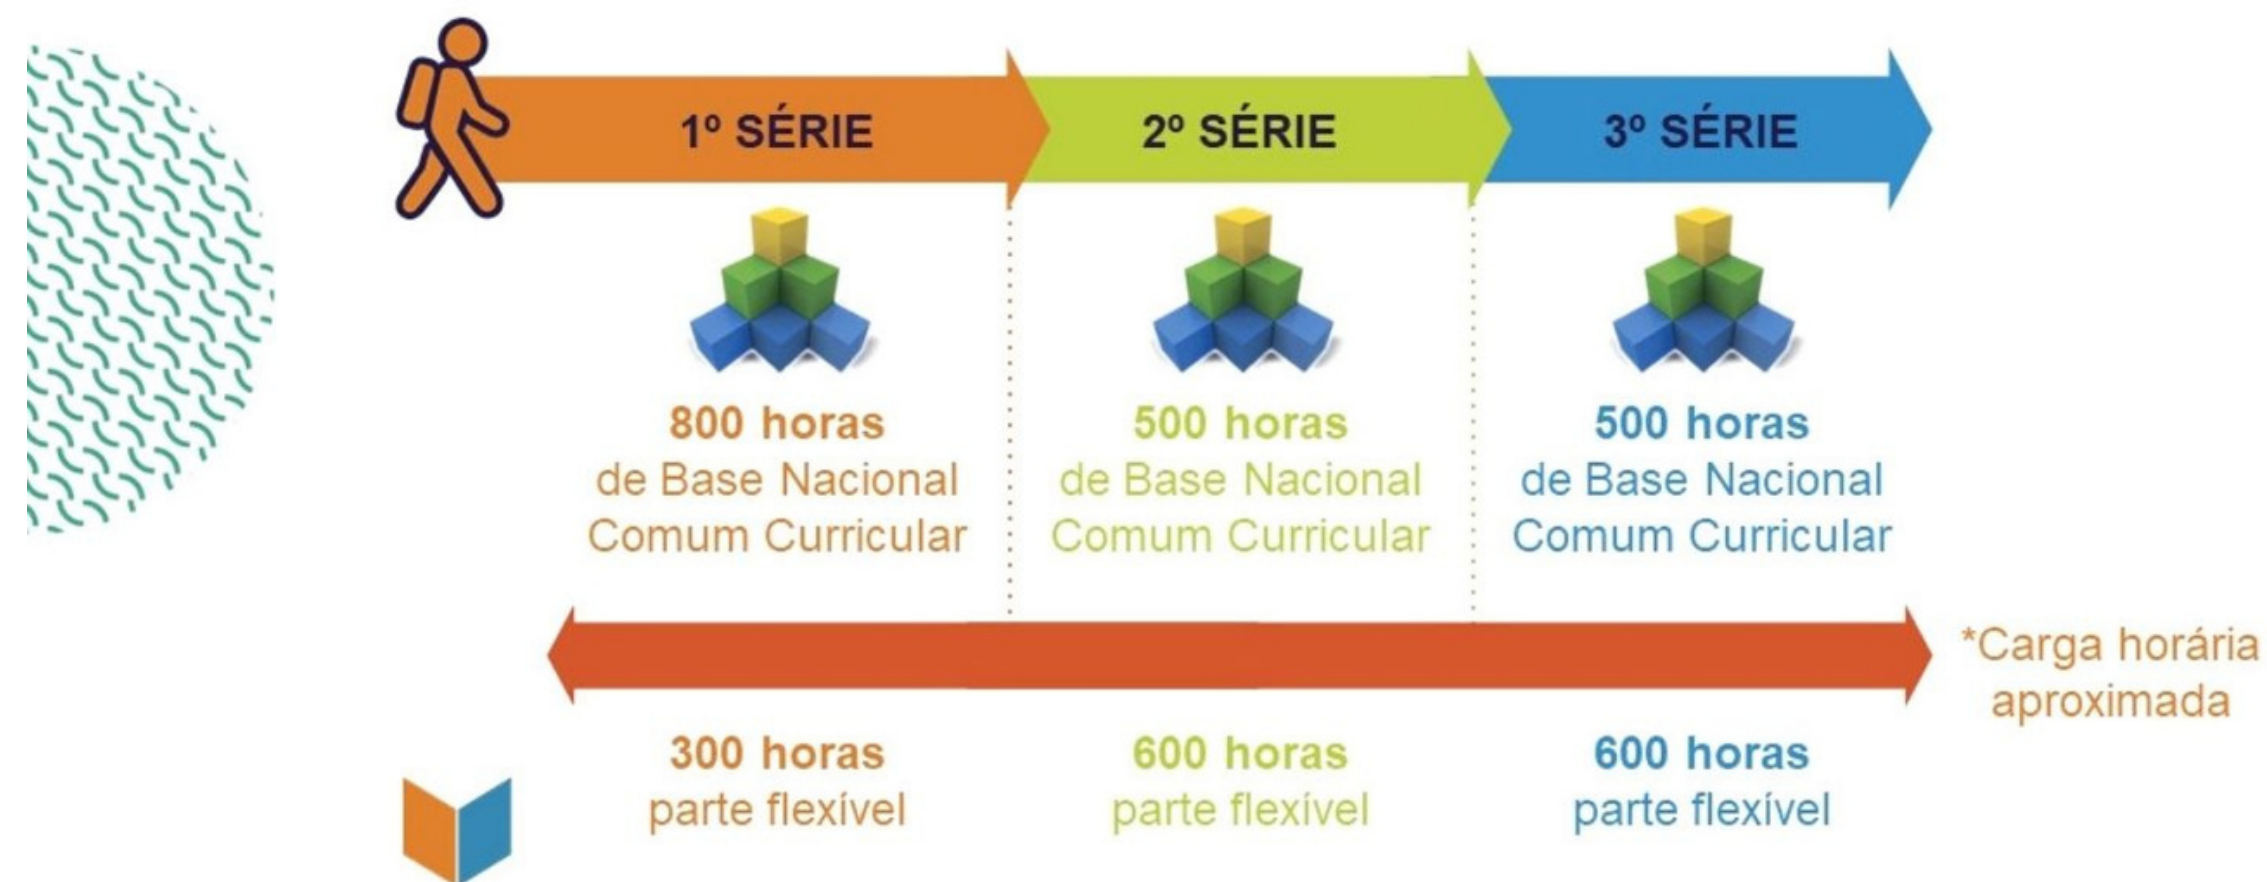 1º SÉRIE
2º SÉRIE
3º SÉRIE
800 horas
de Base Nacional
Comum Curricular
500 horas
de Base Nacional
Comum Curricular
500 horas
de Base Nacional
Comum Curricular
*Carga horária
aproximada
300 horas
parte flexível
600 horas
parte flexível
600 horas
parte flexível